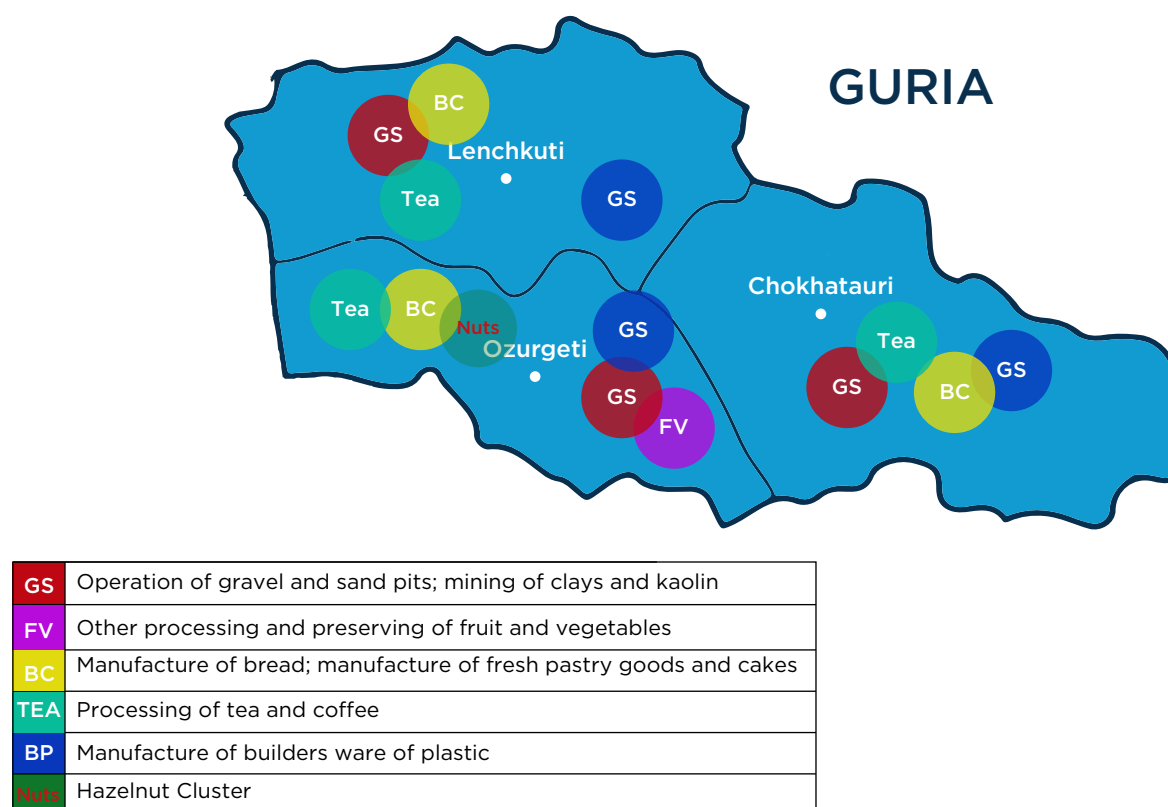 GURIA
BC
GS
Lenchkuti
Tea
GS
Chokhatauri
Tea
BC
Nuts
GS
Ozurgeti
Tea
GS
GS
BC
GS
FV
GS Operation of gravel and sand pits; mining of clays and kaolin
FV Other processing and preserving of fruit and vegetables
BC Manufacture of bread; manufacture of fresh pastry goods and cakes
TEA Processing of tea and coffee
BP Manufacture of builders ware of plastic
Nuts Hazelnut Cluster